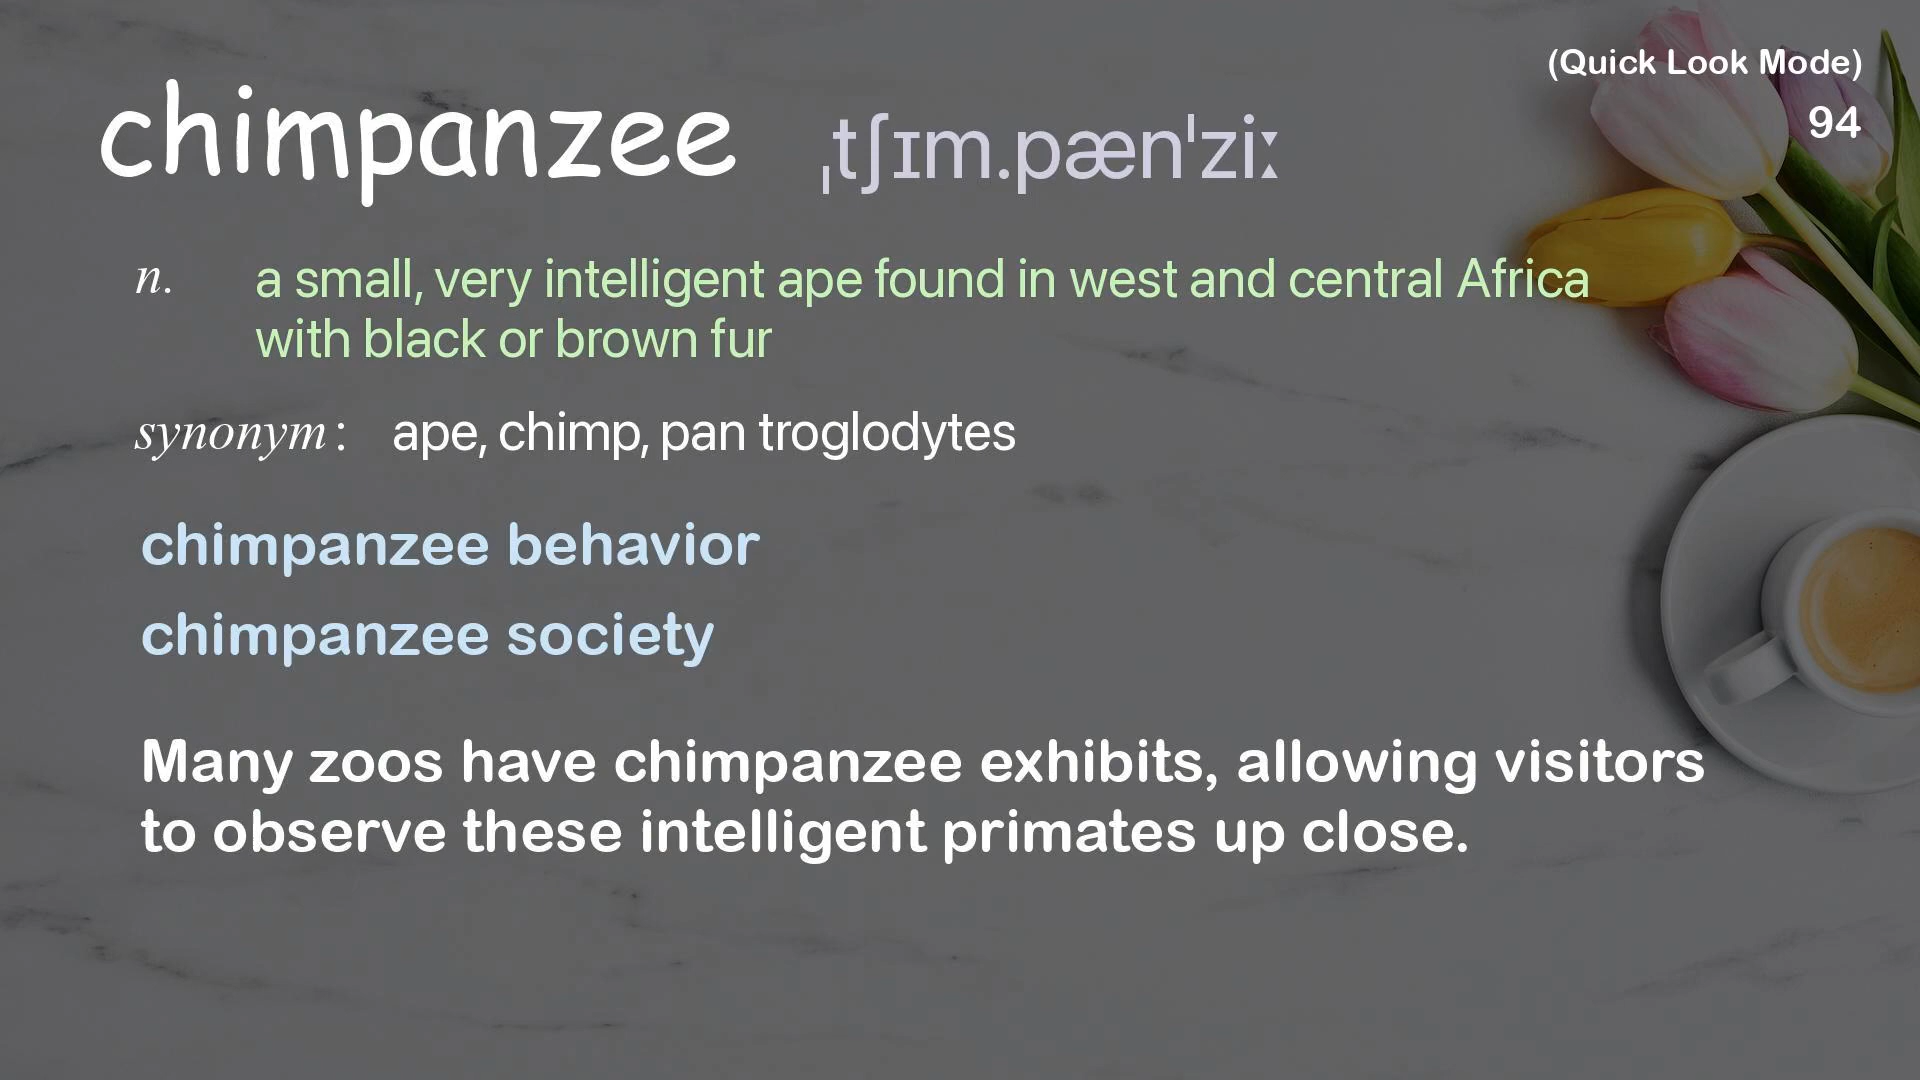 (Quick Look Mode)
94
chimpanzee ˌtʃɪm.pænˈziː
n. a small, very intelligent ape found in west and central Africa
with black or brown fur
synonym: ape, chimp, pan troglodytes
chimpanzee behavior
chimpanzee society
Many zoos have chimpanzee exhibits, allowing visitors
to observe these intelligent primates up close.